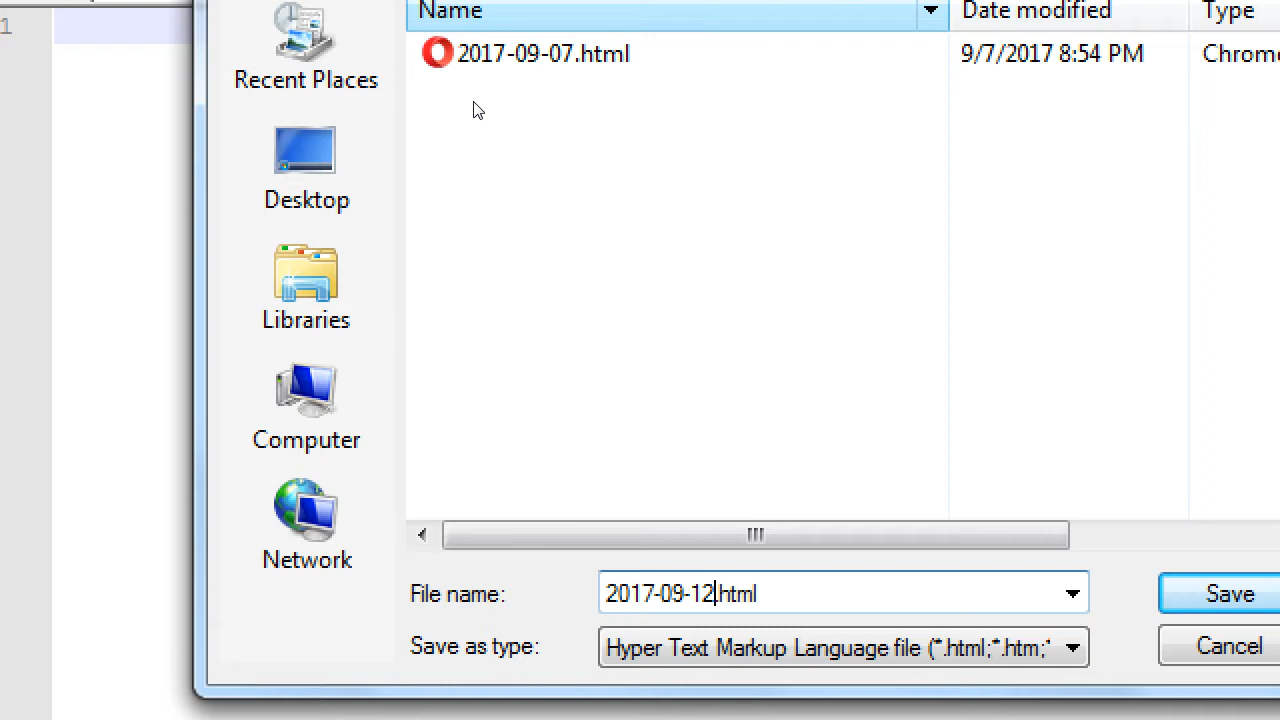 1
Name Date modified Type
2017-09-07.html 9/7/2017 8:54 PM Chrome
Recent Places
Desktop
Libraries
Computer
Network
File name: 2017-09-12.html Save
Save as type: Hyper Text Markup Language file (*.html;*.htm;* Cancel